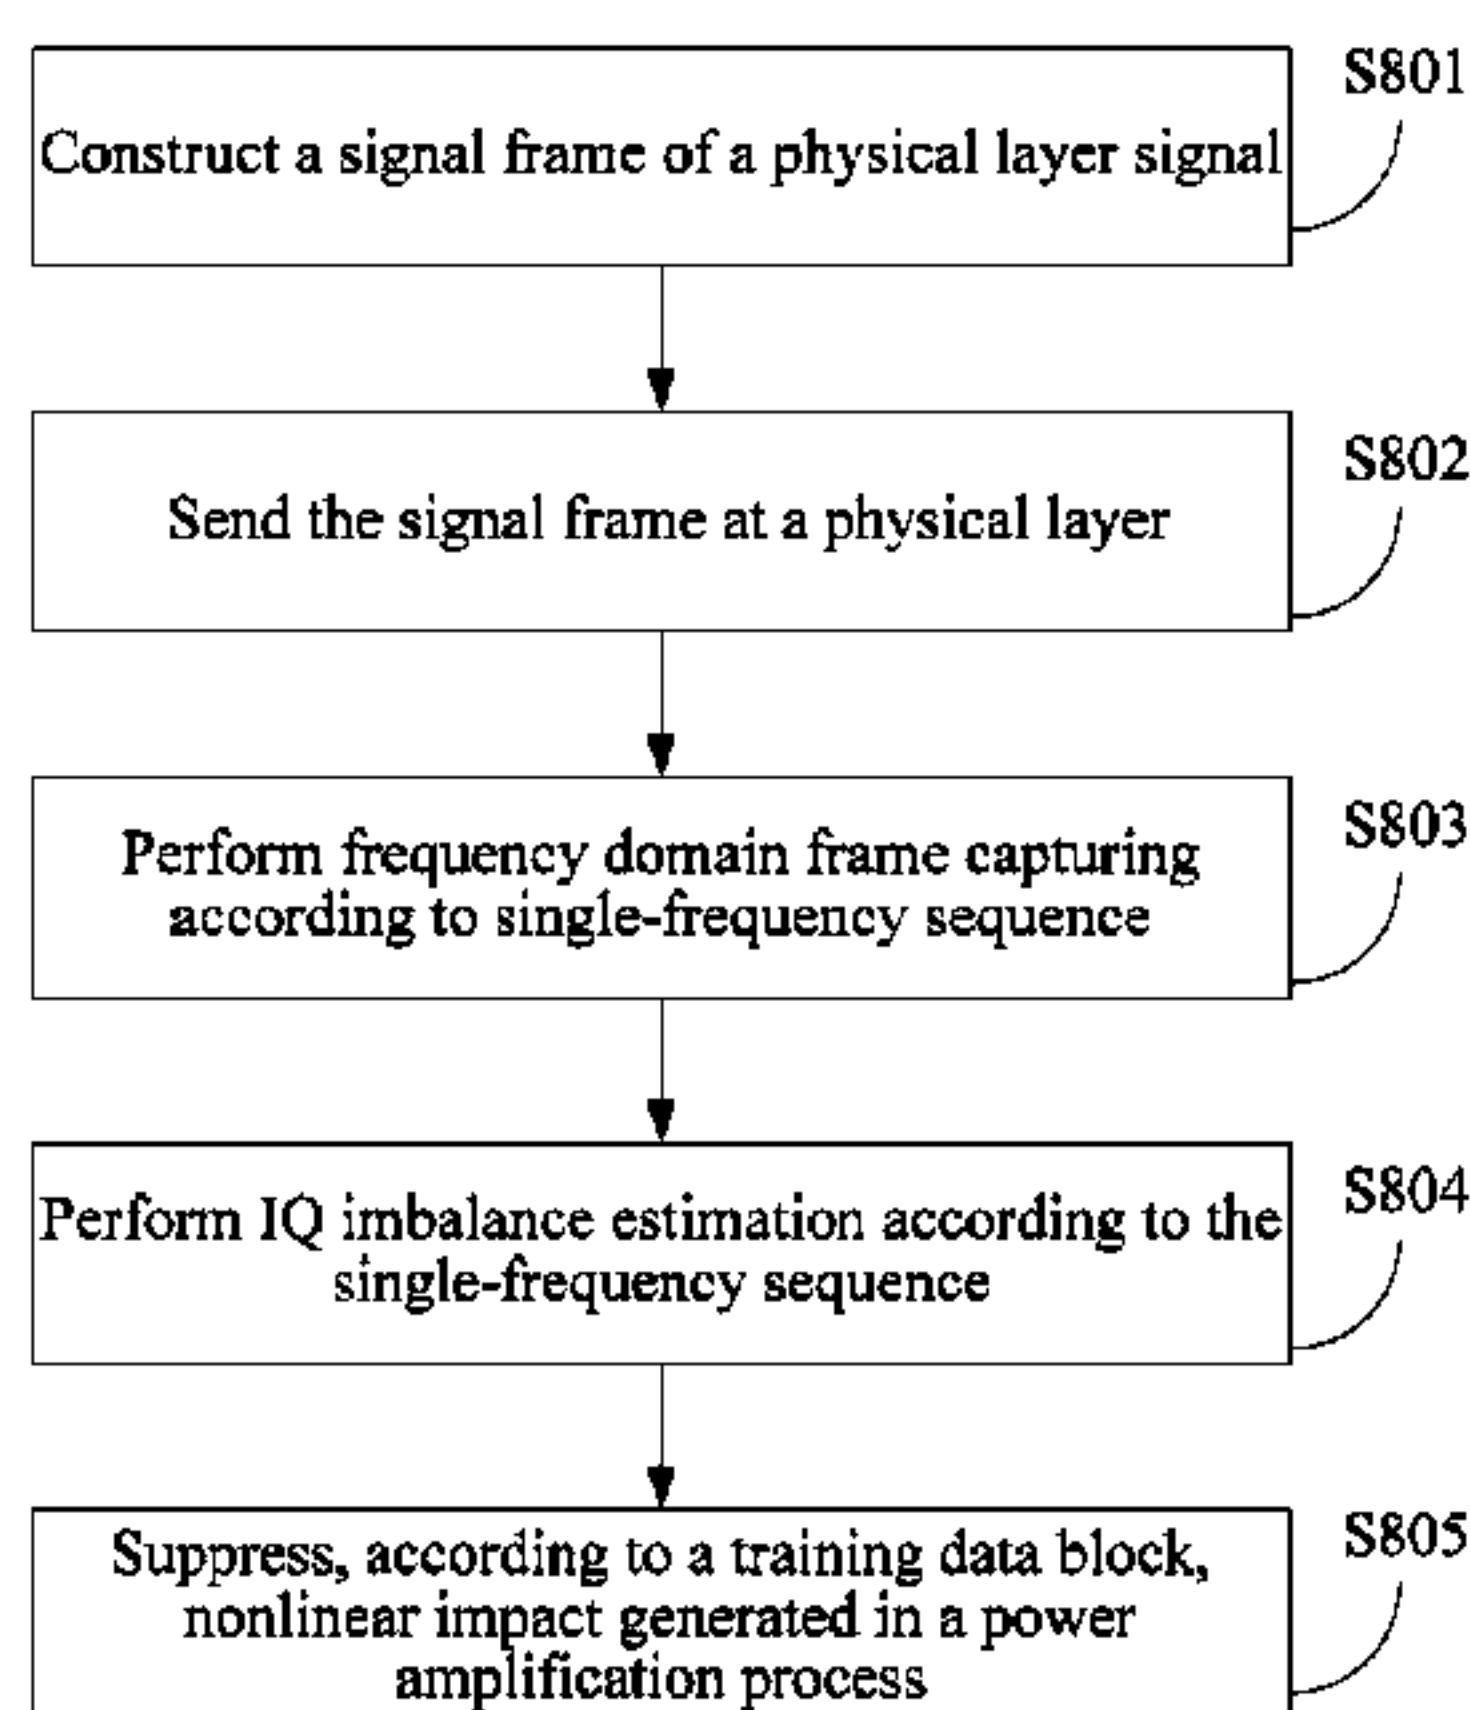 S801
Construct a signal frame of a physical layer signal
S802
Send the signal frame at a physical layer
S803
Perform frequency domain frame capturing
according to single-frequency sequence
S804
Perform IQ imbalance estimation according to the
single-frequency sequence
S805
Suppress, according to a training data block,
nonlinear impact generated in a power
amplification process